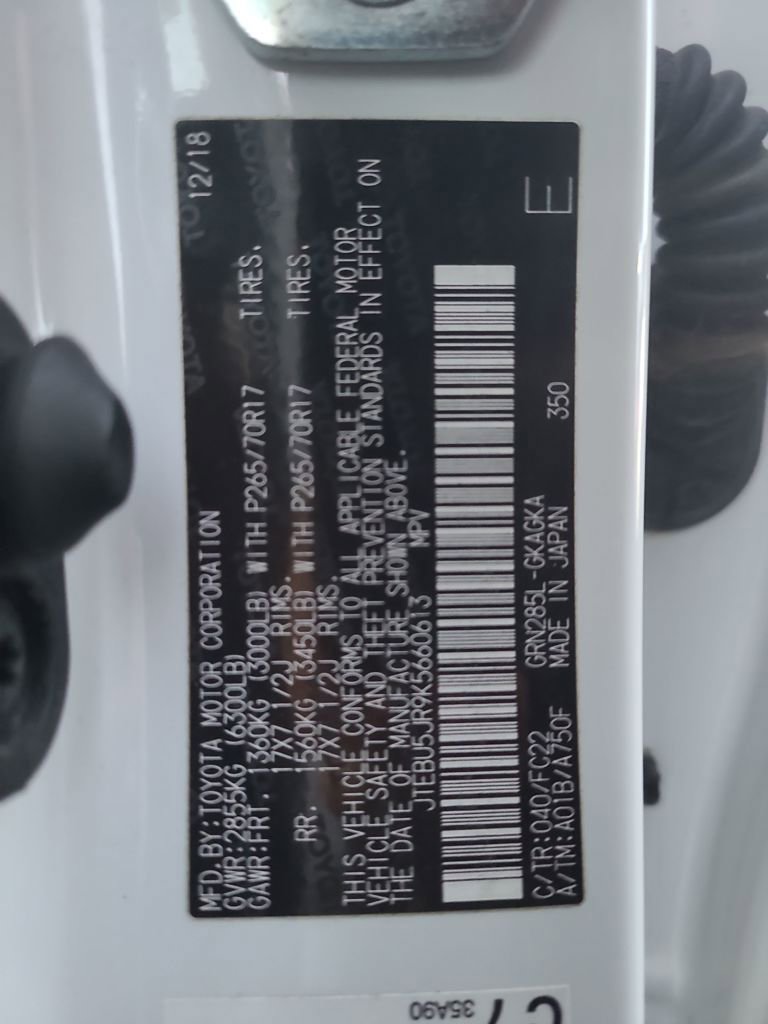 MFD.BY:TOYOTA MOTOR CORPORATION 12/18
GVWR:2855KG (6300LB)
GAWR:FRT. 1360KG (3000LB) WITH P265/70R17 TIRES.
17X7 1/2J RIMS.
RR. 1560KG (3450LB) WITH P265/70R17 TIRES.
17X7 1/2J RIMS.
THIS VEHICLE CONFORMS TO ALL APPLICABLE FEDERAL MOTOR
VEHICLE SAFETY AND THEFT PREVENTION STANDARDS IN EFFECT ON
THE DATE OF MANUFACTURE SHOWN ABOVE.
JTEBU5JR9K5660613 MPV
C/TR:040/FC22 GRN285L-GKAGKA E
A/TM:A01B/A750F MADE IN JAPAN 350
35A90